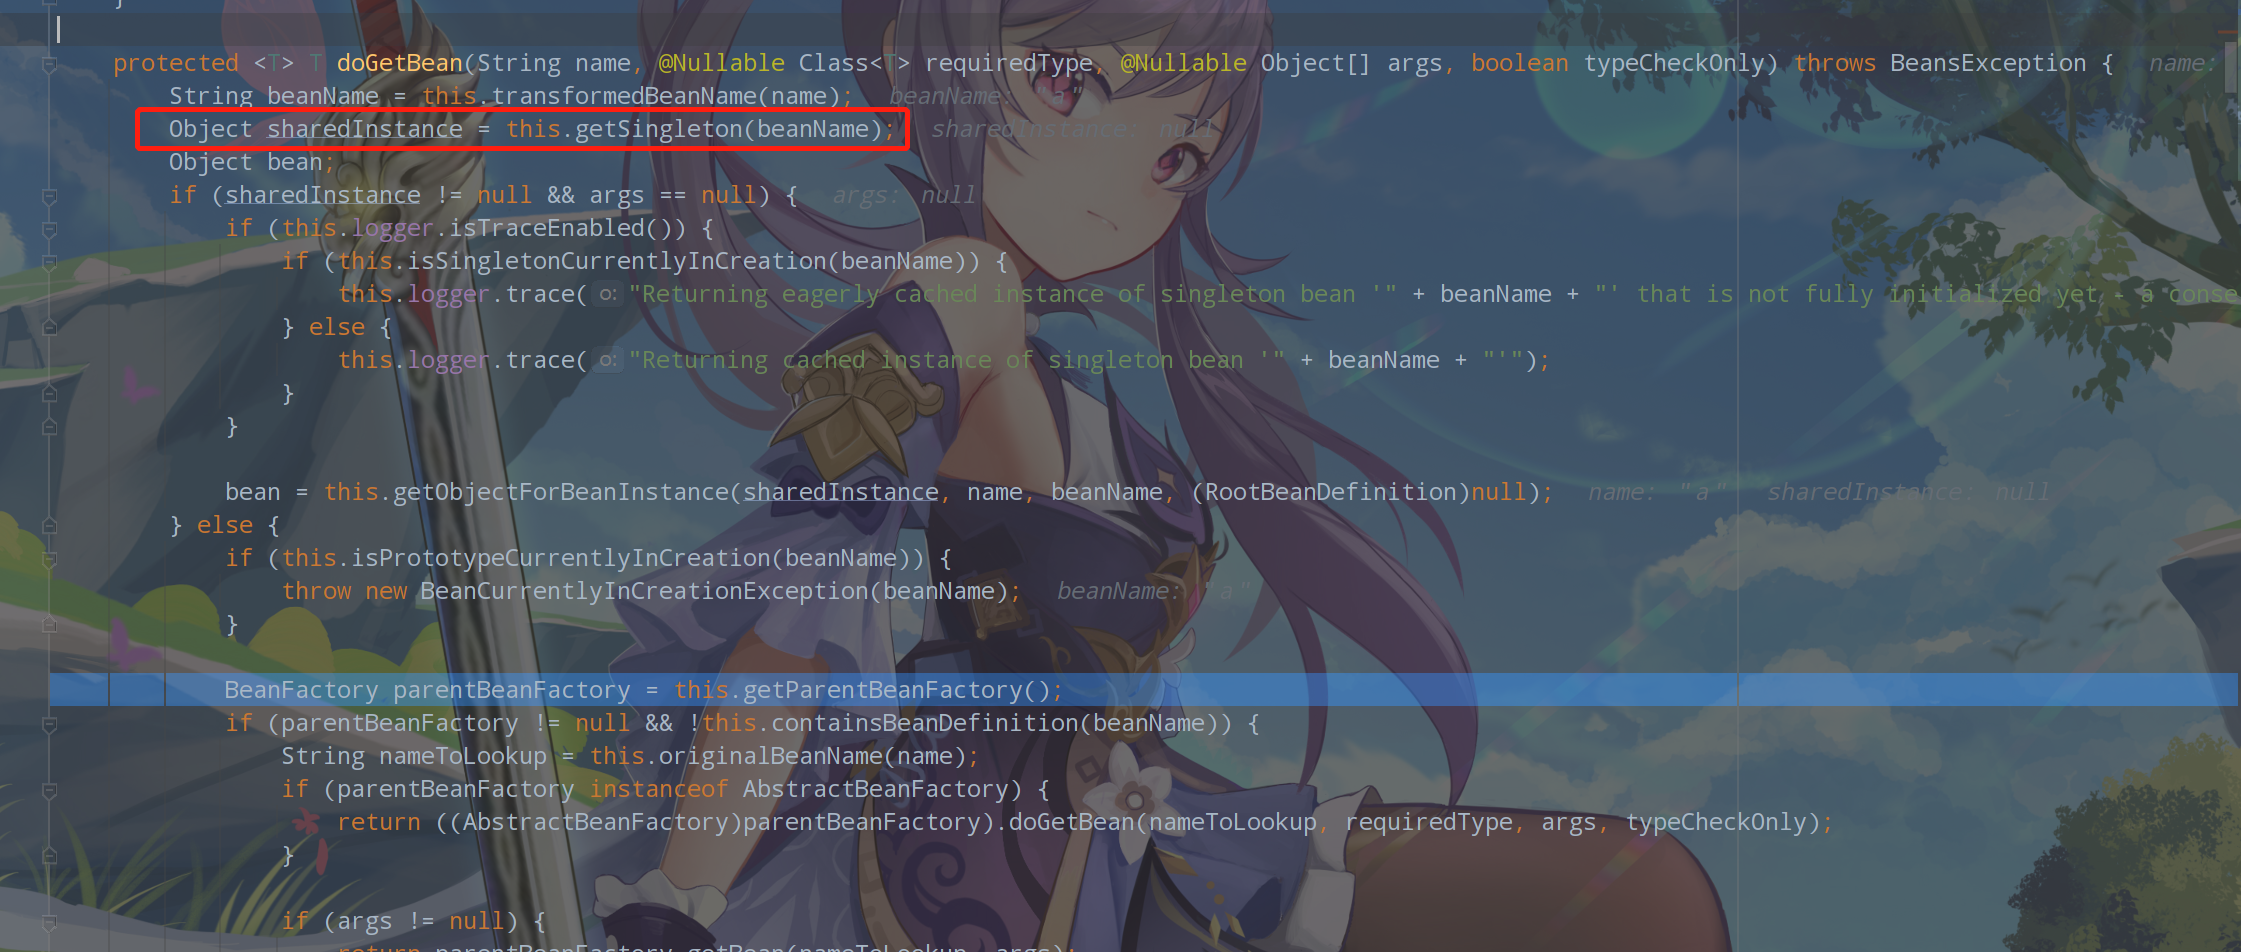 }
protected <T> T doGetBean(String name, @Nullable Class<T> requiredType, @Nullable Object[] args, boolean typeCheckOnly) throws BeansException {   name:
String beanName = this.transformedBeanName(name);   beanName: "a"
Object sharedInstance = this.getSingleton(beanName);   sharedInstance: null
Object bean;
if (sharedInstance != null && args == null) {   args: null
if (this.logger.isTraceEnabled()) {
if (this.isSingletonCurrentlyInCreation(beanName)) {
this.logger.trace( o: "Returning eagerly cached instance of singleton bean '" + beanName + "' that is not fully initialized yet - a conse
} else {
this.logger.trace( o: "Returning cached instance of singleton bean '" + beanName + "'");
}
}
bean = this.getObjectForBeanInstance(sharedInstance, name, beanName, (RootBeanDefinition)null);   name: "a"   sharedInstance: null
} else {
if (this.isPrototypeCurrentlyInCreation(beanName)) {
throw new BeanCurrentlyInCreationException(beanName);   beanName: "a"
}
BeanFactory parentBeanFactory = this.getParentBeanFactory();
if (parentBeanFactory != null && !this.containsBeanDefinition(beanName)) {
String nameToLookup = this.originalBeanName(name);
if (parentBeanFactory instanceof AbstractBeanFactory) {
return ((AbstractBeanFactory)parentBeanFactory).doGetBean(nameToLookup, requiredType, args, typeCheckOnly);
}
if (args != null) {
return parentBeanFactory.getBean(nameToLookup, args);